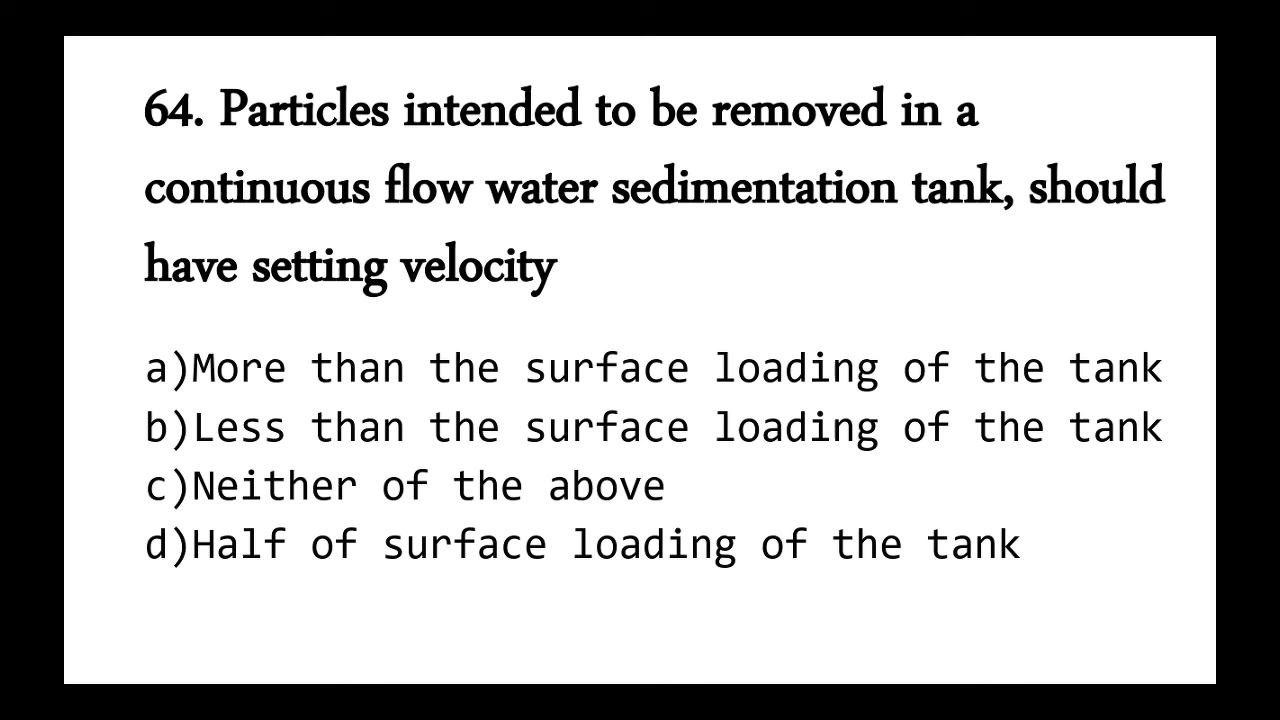 64. Particles intended to be removed in a
continuous flow water sedimentation tank, should
have setting velocity
a)More than the surface loading of the tank
b)Less than the surface loading of the tank
c)Neither of the above
d)Half of surface loading of the tank